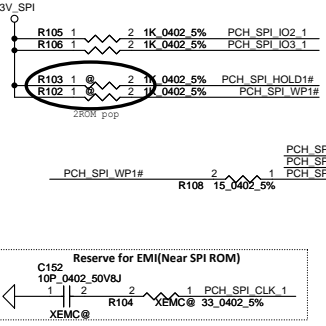 3V_SPI
R105 1 2 1K_0402_5% PCH_SPI_IO2_1
R106 1 2 1K_0402_5% PCH_SPI_IO3_1
R103 1 @ 2 1K_0402_5% PCH_SPI_HOLD1#
R102 1 @ 2 1K_0402_5% PCH_SPI_WP1#
2ROM pop
PCH_SP
PCH_SP
PCH_SPI_WP1# 2 1 PCH_SP
R108 15_0402_5%
Reserve for EMI(Near SPI ROM)
C152
10P_0402_50V8J
1 2 2 1 PCH_SPI_CLK_1
R104 XEMC@ 33_0402_5%
XEMC@